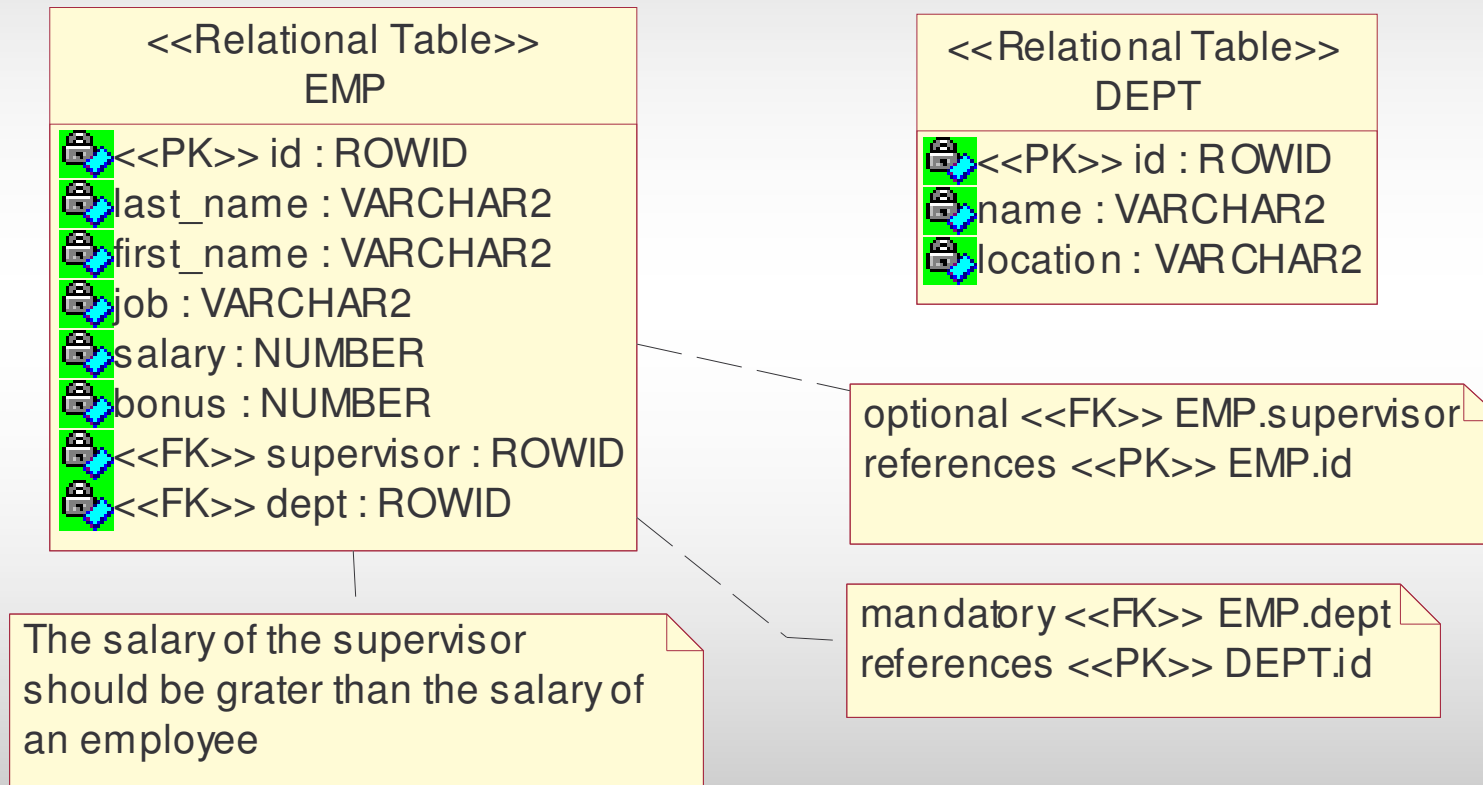 <<Relational Table>>
EMP
<<PK>> id : ROWID
last_name : VARCHAR2
first_name : VARCHAR2
job : VARCHAR2
salary : NUMBER
bonus : NUMBER
<<FK>> supervisor : ROWID
<<FK>> dept : ROWID
<<Relational Table>>
DEPT
<<PK>> id : ROWID
name : VARCHAR2
location : VARCHAR2
optional <<FK>> EMP.supervisor
references <<PK>> EMP.id
mandatory <<FK>> EMP.dept
references <<PK>> DEPT.id
The salary of the supervisor
should be grater than the salary of
an employee